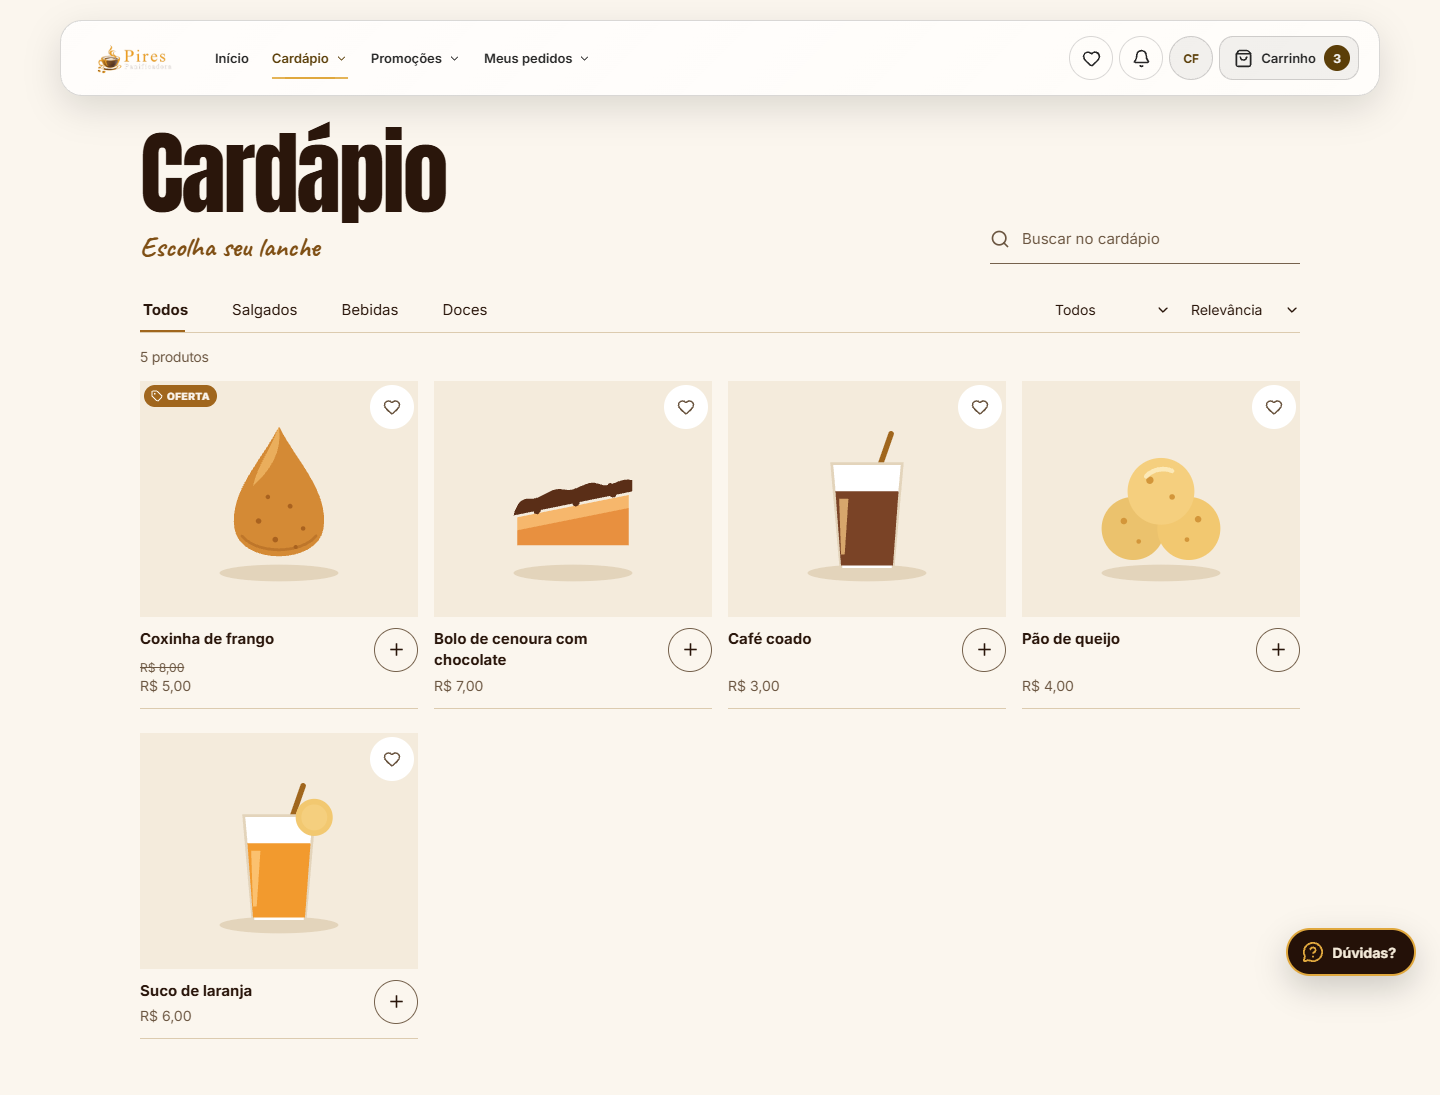 Pires
Início
Cardápio
Promoções
Meus pedidos
CF
Carrinho
3
Cardápio
Escolha seu lanche
Buscar no cardápio
Todos
Salgados
Bebidas
Doces
Todos
Relevância
5 produtos
OFERTA
Coxinha de frango
R$ 8,00
R$ 5,00
Bolo de cenoura com
chocolate
R$ 7,00
Café coado
R$ 3,00
Pão de queijo
R$ 4,00
Suco de laranja
R$ 6,00
Dúvidas?